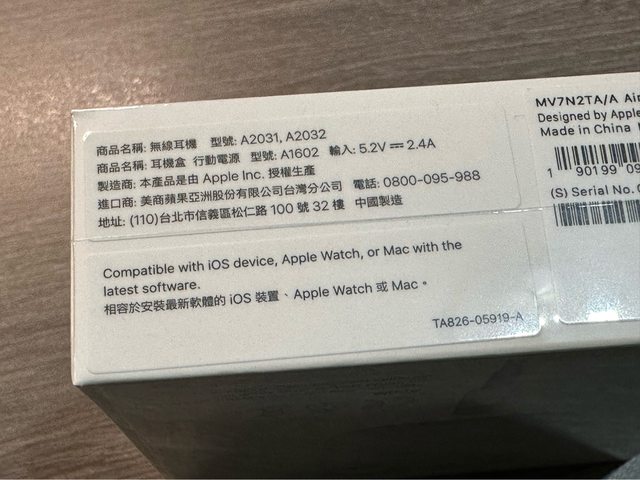 商品名稱: 無線耳機 型號: A2031, A2032
商品名稱: 耳機盒 行動電源 型號: A1602 輸入: 5.2V⎓2.4A
製造商: 本產品是由 Apple Inc. 授權生產
進口商: 美商蘋果亞洲股份有限公司台灣分公司 電話: 0800-095-988
地址: (110)台北市信義區松仁路 100 號 32 樓 中國製造
Compatible with iOS device, Apple Watch, or Mac with the
latest software.
相容於安裝最新軟體的 iOS 裝置、Apple Watch 或 Mac。
TA826-05919-A
MV7N2TA/A Air
Designed by Apple
Made in China
1 90199 09
(S) Serial No.